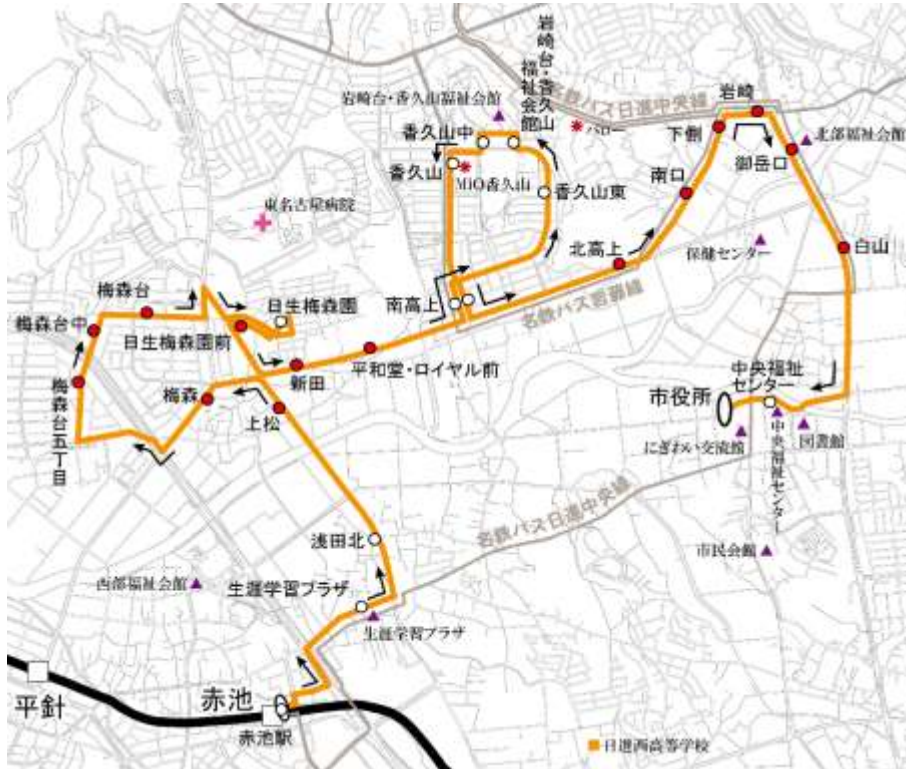 岩崎台・香久山
福祉会館
名鉄バス日進中央線
岩崎
岩崎台・香久山福祉会館
バロー
下側
北部福祉会館
香久山中
御岳口
香久山
MiO香久山
南口
香久山東
東名古屋病院
北高上
保健センター
白山
梅森台
日生梅森園
南高上
名鉄バス
梅森台中
日生梅森園前
平和堂・ロイヤル前
新田
中央福祉
センター
梅森
市役所
上松
梅森台五丁目
にぎわい交流館
図書館
中央福祉センター
名鉄バス日進中央線
浅田北
市民会館
西部福祉会館
生涯学習プラザ
生涯学習プラザ
平針
赤池
赤池駅
日進西高等学校